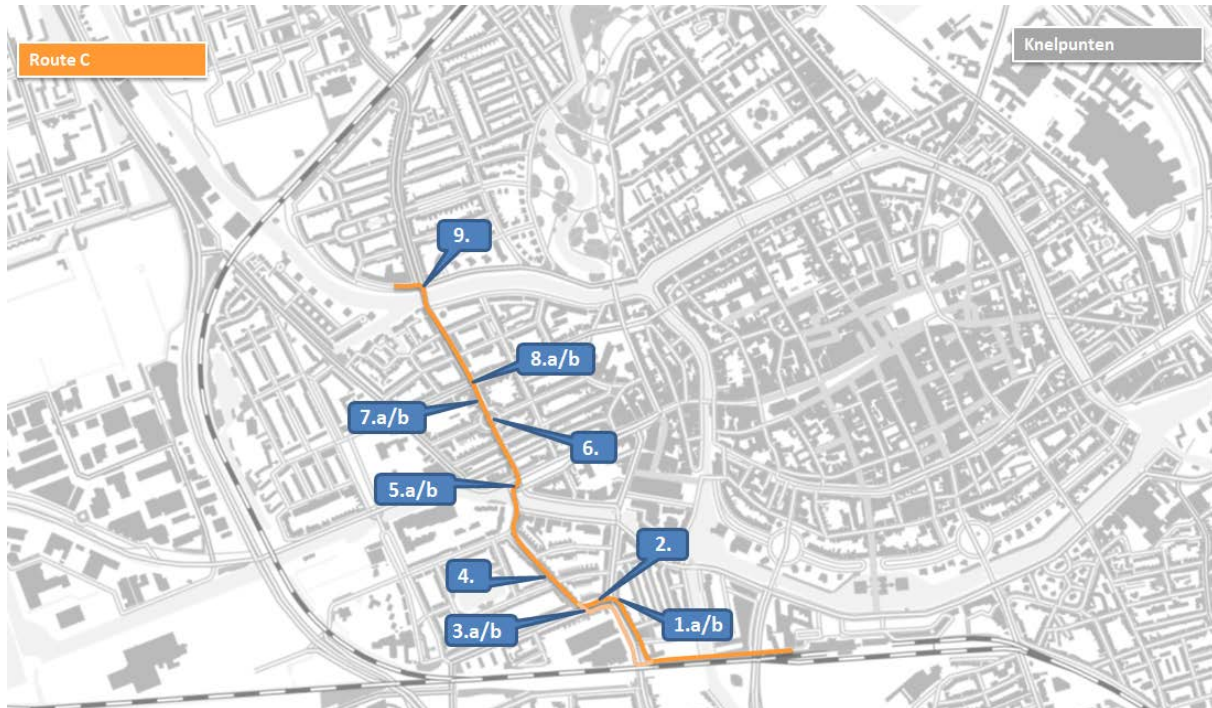 Route C
Knelpunten
9.
8.a/b
7.a/b
6.
5.a/b
2.
4.
3.a/b
1.a/b